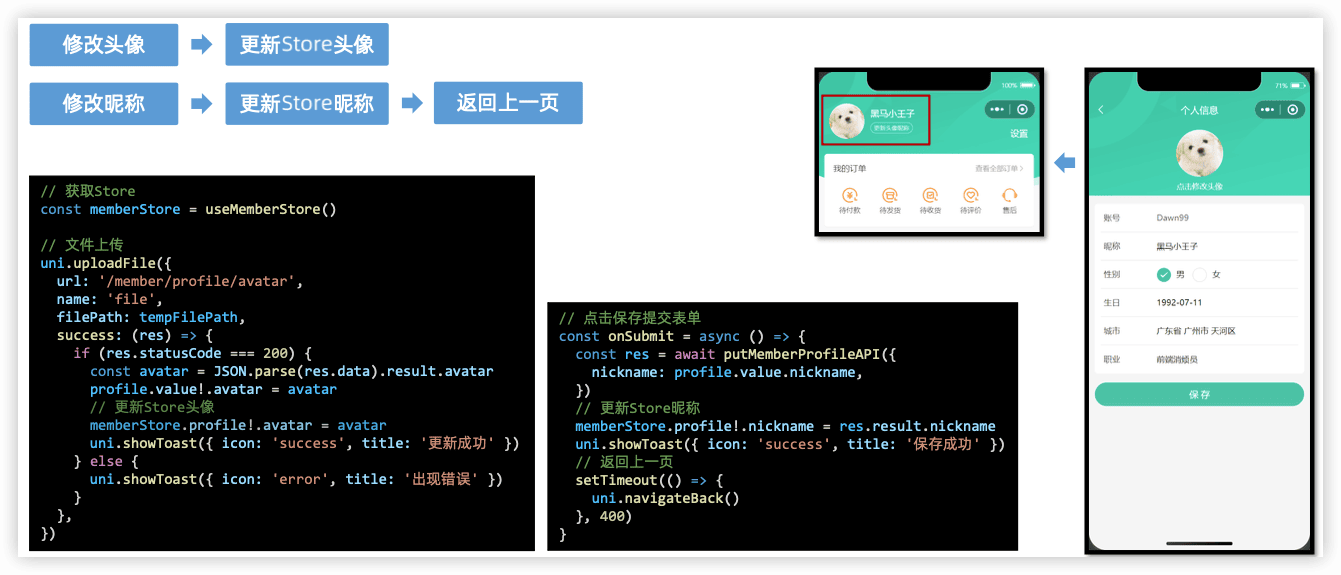 修改头像
更新Store头像
修改昵称
更新Store昵称
返回上一页
// 获取Store
const memberStore = useMemberStore()
// 文件上传
uni.uploadFile({
  url: '/member/profile/avatar',
  name: 'file',
  filePath: tempFilePath,
  success: (res) => {
    if (res.statusCode === 200) {
      const avatar = JSON.parse(res.data).result.avatar
      profile.value!.avatar = avatar
      // 更新Store头像
      memberStore.profile!.avatar = avatar
      uni.showToast({ icon: 'success', title: '更新成功' })
    } else {
      uni.showToast({ icon: 'error', title: '出现错误' })
    }
  },
})
// 点击保存提交表单
const onSubmit = async () => {
  const res = await putMemberProfileAPI({
    nickname: profile.value.nickname,
  })
  // 更新Store昵称
  memberStore.profile!.nickname = res.result.nickname
  uni.showToast({ icon: 'success', title: '保存成功' })
  // 返回上一页
  setTimeout(() => {
    uni.navigateBack()
  }, 400)
}
100%
黑马小王子
更新头像昵称
设置
我的订单
查看全部订单
待付款 待发货 待收货 待评价 售后
71%
个人信息
点击修改头像
账号 Dawn99
昵称 黑马小王子
性别 男 女
生日 1992-07-11
城市 广东省 广州市 天河区
职业 前端消烦员
保存